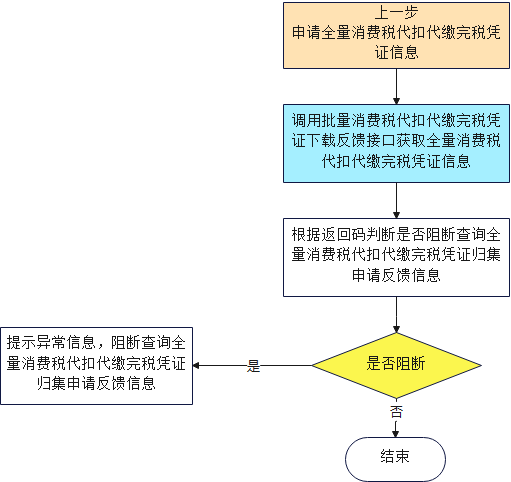 上一步
申请全量消费税代扣代缴完税凭
证信息
调用批量消费税代扣代缴完税凭
证下载反馈接口获取全量消费税
代扣代缴完税凭证信息
根据返回码判断是否阻断查询全
量消费税代扣代缴完税凭证归集
申请反馈信息
是否阻断
是
提示异常信息，阻断查询全
量消费税代扣代缴完税凭证
归集申请反馈信息
否
结束